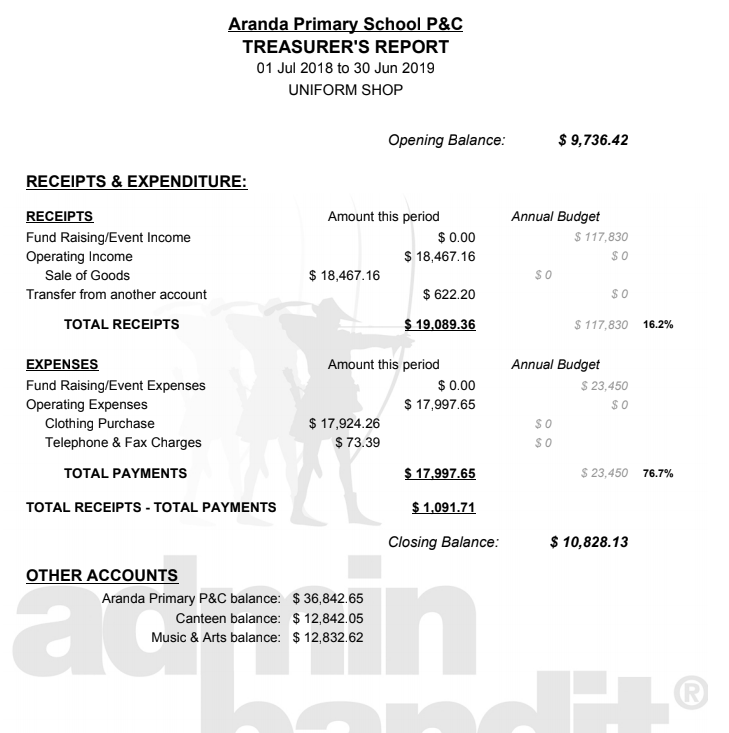 Aranda Primary School P&C
TREASURER'S REPORT
01 Jul 2018 to 30 Jun 2019
UNIFORM SHOP
Opening Balance: $ 9,736.42
RECEIPTS & EXPENDITURE:
RECEIPTS Amount this period Annual Budget
Fund Raising/Event Income $ 0.00 $ 117,830
Operating Income $ 18,467.16 $ 0
Sale of Goods $ 18,467.16 $ 0
Transfer from another account $ 622.20 $ 0
TOTAL RECEIPTS $ 19,089.36 $ 117,830 16.2%
EXPENSES Amount this period Annual Budget
Fund Raising/Event Expenses $ 0.00 $ 23,450
Operating Expenses $ 17,997.65 $ 0
Clothing Purchase $ 17,924.26 $ 0
Telephone & Fax Charges $ 73.39 $ 0
TOTAL PAYMENTS $ 17,997.65 $ 23,450 76.7%
TOTAL RECEIPTS - TOTAL PAYMENTS $ 1,091.71
Closing Balance: $ 10,828.13
OTHER ACCOUNTS
Aranda Primary P&C balance: $ 36,842.65
Canteen balance: $ 12,842.05
Music & Arts balance: $ 12,832.62
admin
bandit®